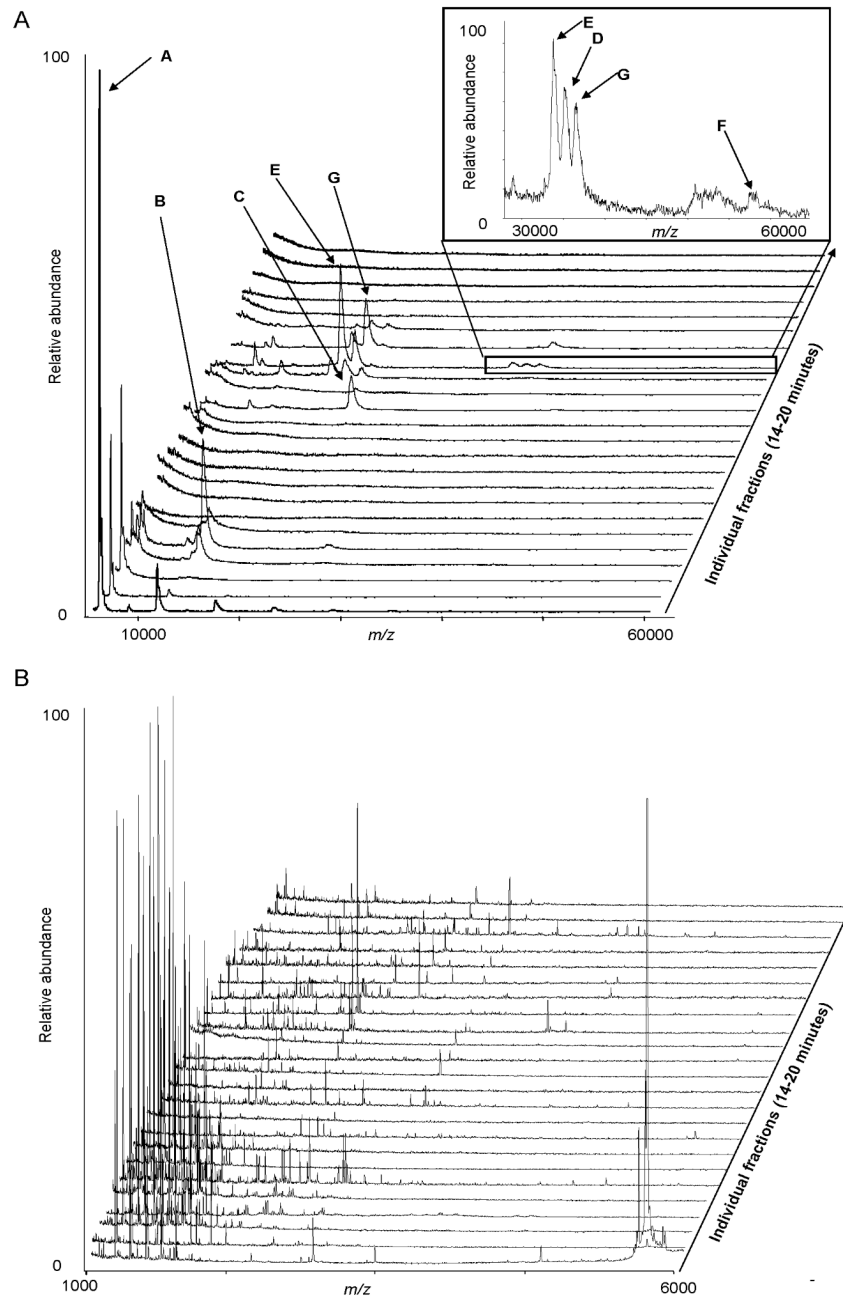 A
100
A
B
C
E
G
Relative abundance
0
10000
m/z
60000
Individual fractions (14-20 minutes)
100
Relative abundance
0
E
D
G
F
30000
m/z
60000
B
100
Relative abundance
0
1000
m/z
6000
Individual fractions (14-20 minutes)